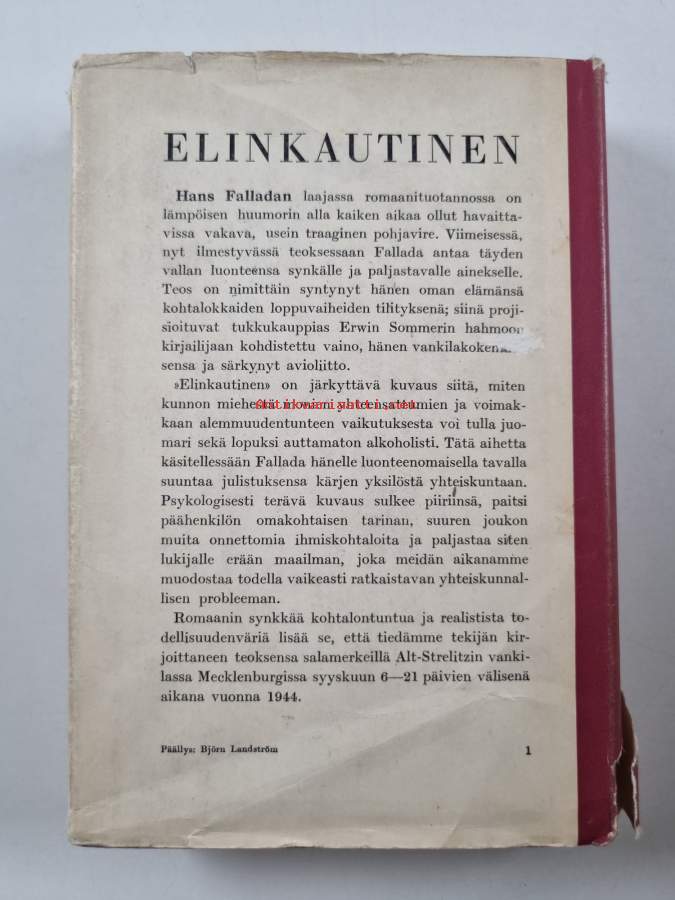 ELINKAUTINEN
Hans Falladan laajassa romaanituotannossa on
lämpöisen huumorin alla kaiken aikaa ollut havaitta-
vissa vakava, usein traaginen pohjavire. Viimeisessä,
nyt ilmestyvässä teoksessaan Fallada antaa täyden
vallan luonteensa synkälle ja paljastavalle ainekselle.
Teos on nimittäin syntynyt hänen oman elämänsä
kohtalokkaiden loppuvaiheiden tilityksenä; siinä proji-
sioituvat tukkukauppias Erwin Sommerin hahmoon
kirjailijaan kohdistettu vaino, hänen
sensa ja särkynyt avioliitto.
»Elinkautinen» on järkyttävä kuvaus siitä, miten
kunnon miehestä monien yhteensattumien ja voimak-
kaan alemmuudentunteen vaikutuksesta voi tulla juo-
mari sekä lopuksi auttamaton alkoholisti. Tätä aihetta
käsitellessään Fallada hänelle luonteenomaisella tavalla
suuntaa julistuksensa kärjen yksilöstä yhteiskuntaan.
Psykologisesti terävä kuvaus sulkee piiriinsä, paitsi
päähenkilön omakohtaisen tarinan, suuren joukon
muita onnettomia ihmiskohtaloita ja paljastaa siten
lukijalle erään maailman, joka meidän aikanamme
muodostaa todella vaikeasti ratkaistavan yhteiskunnal-
lisen probleeman.
Romaanin synkkää kohtalontuntua ja realistista to-
dellisuudenväriä lisää se, että tiedämme tekijän kir-
joittaneen teoksensa salamerkeillä Alt-Strelitzin vanki-
lassa Mecklenburgissa syyskuun 6—21 päivien välisenä
aikana vuonna 1944.
Päällys: Björn Landström 1